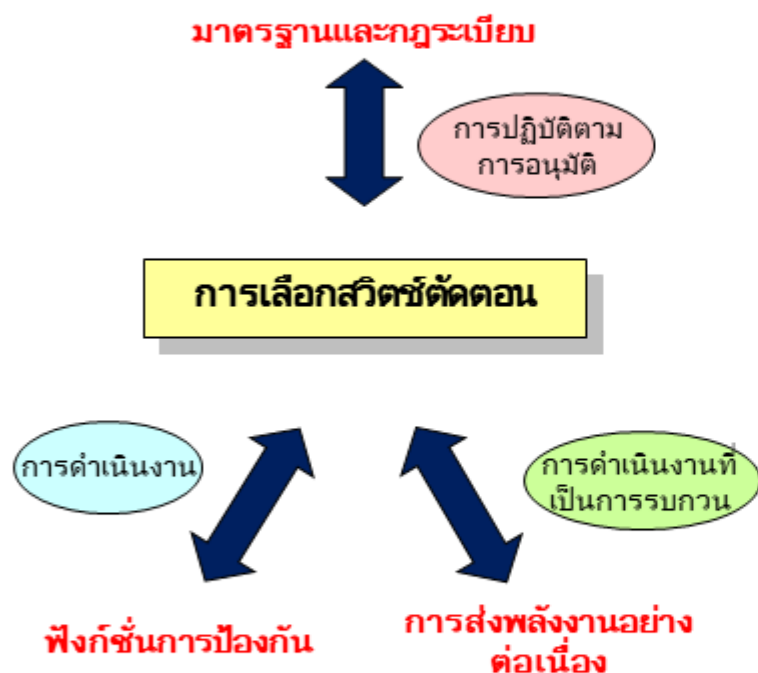 มาตรฐานและกฎระเบียบ
การปฏิบัติตาม
การอนุมัติ
การเลือกสวิตช์ตัดตอน
การดำเนินงาน
การดำเนินงานที่
เป็นการรบกวน
ฟังก์ชั่นการป้องกัน
การส่งพลังงานอย่าง
ต่อเนื่อง